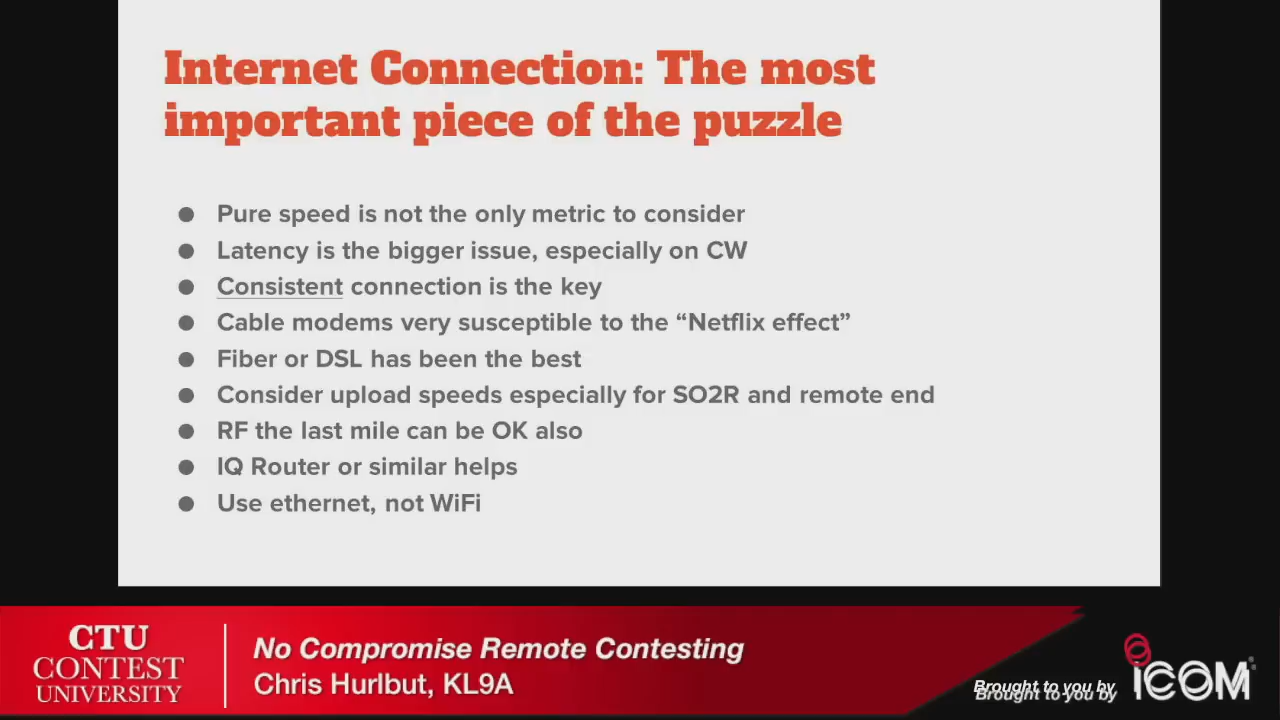 Internet Connection: The most
important piece of the puzzle
● Pure speed is not the only metric to consider
● Latency is the bigger issue, especially on CW
● Consistent connection is the key
● Cable modems very susceptible to the “Netflix effect”
● Fiber or DSL has been the best
● Consider upload speeds especially for SO2R and remote end
● RF the last mile can be OK also
● IQ Router or similar helps
● Use ethernet, not WiFi
CTU
CONTEST
UNIVERSITY
No Compromise Remote Contesting
Chris Hurlbut, KL9A
Brought to you by
Brought to you by
ICOM